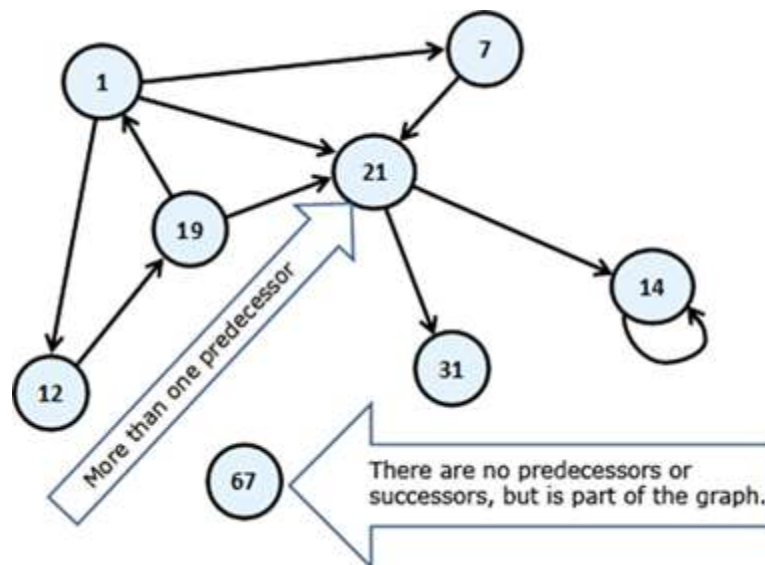 1
7
21
19
14
12
31
More than one predecessor
67
There are no predecessors or
successors, but is part of the graph.